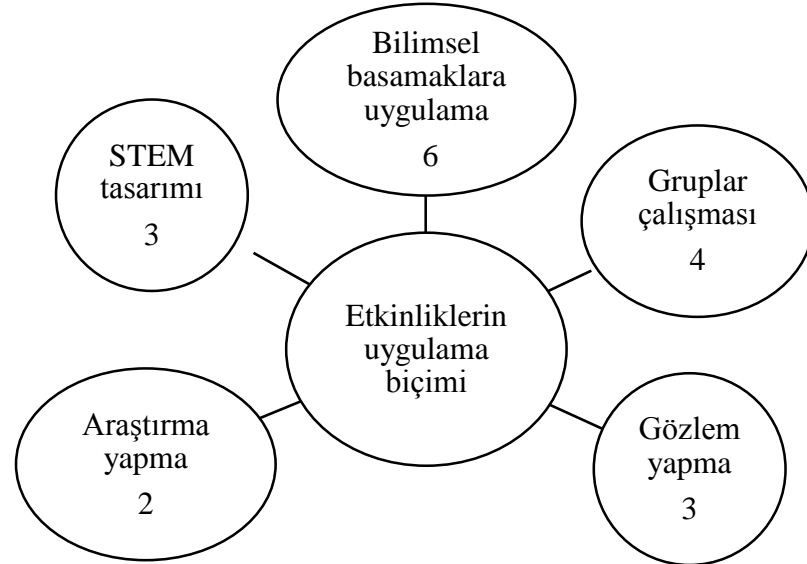 Bilimsel
basamaklara
uygulama
6
STEM
tasarımı
3
Gruplar
çalışması
4
Etkinliklerin
uygulama
biçimi
Araştırma
yapma
2
Gözlem
yapma
3